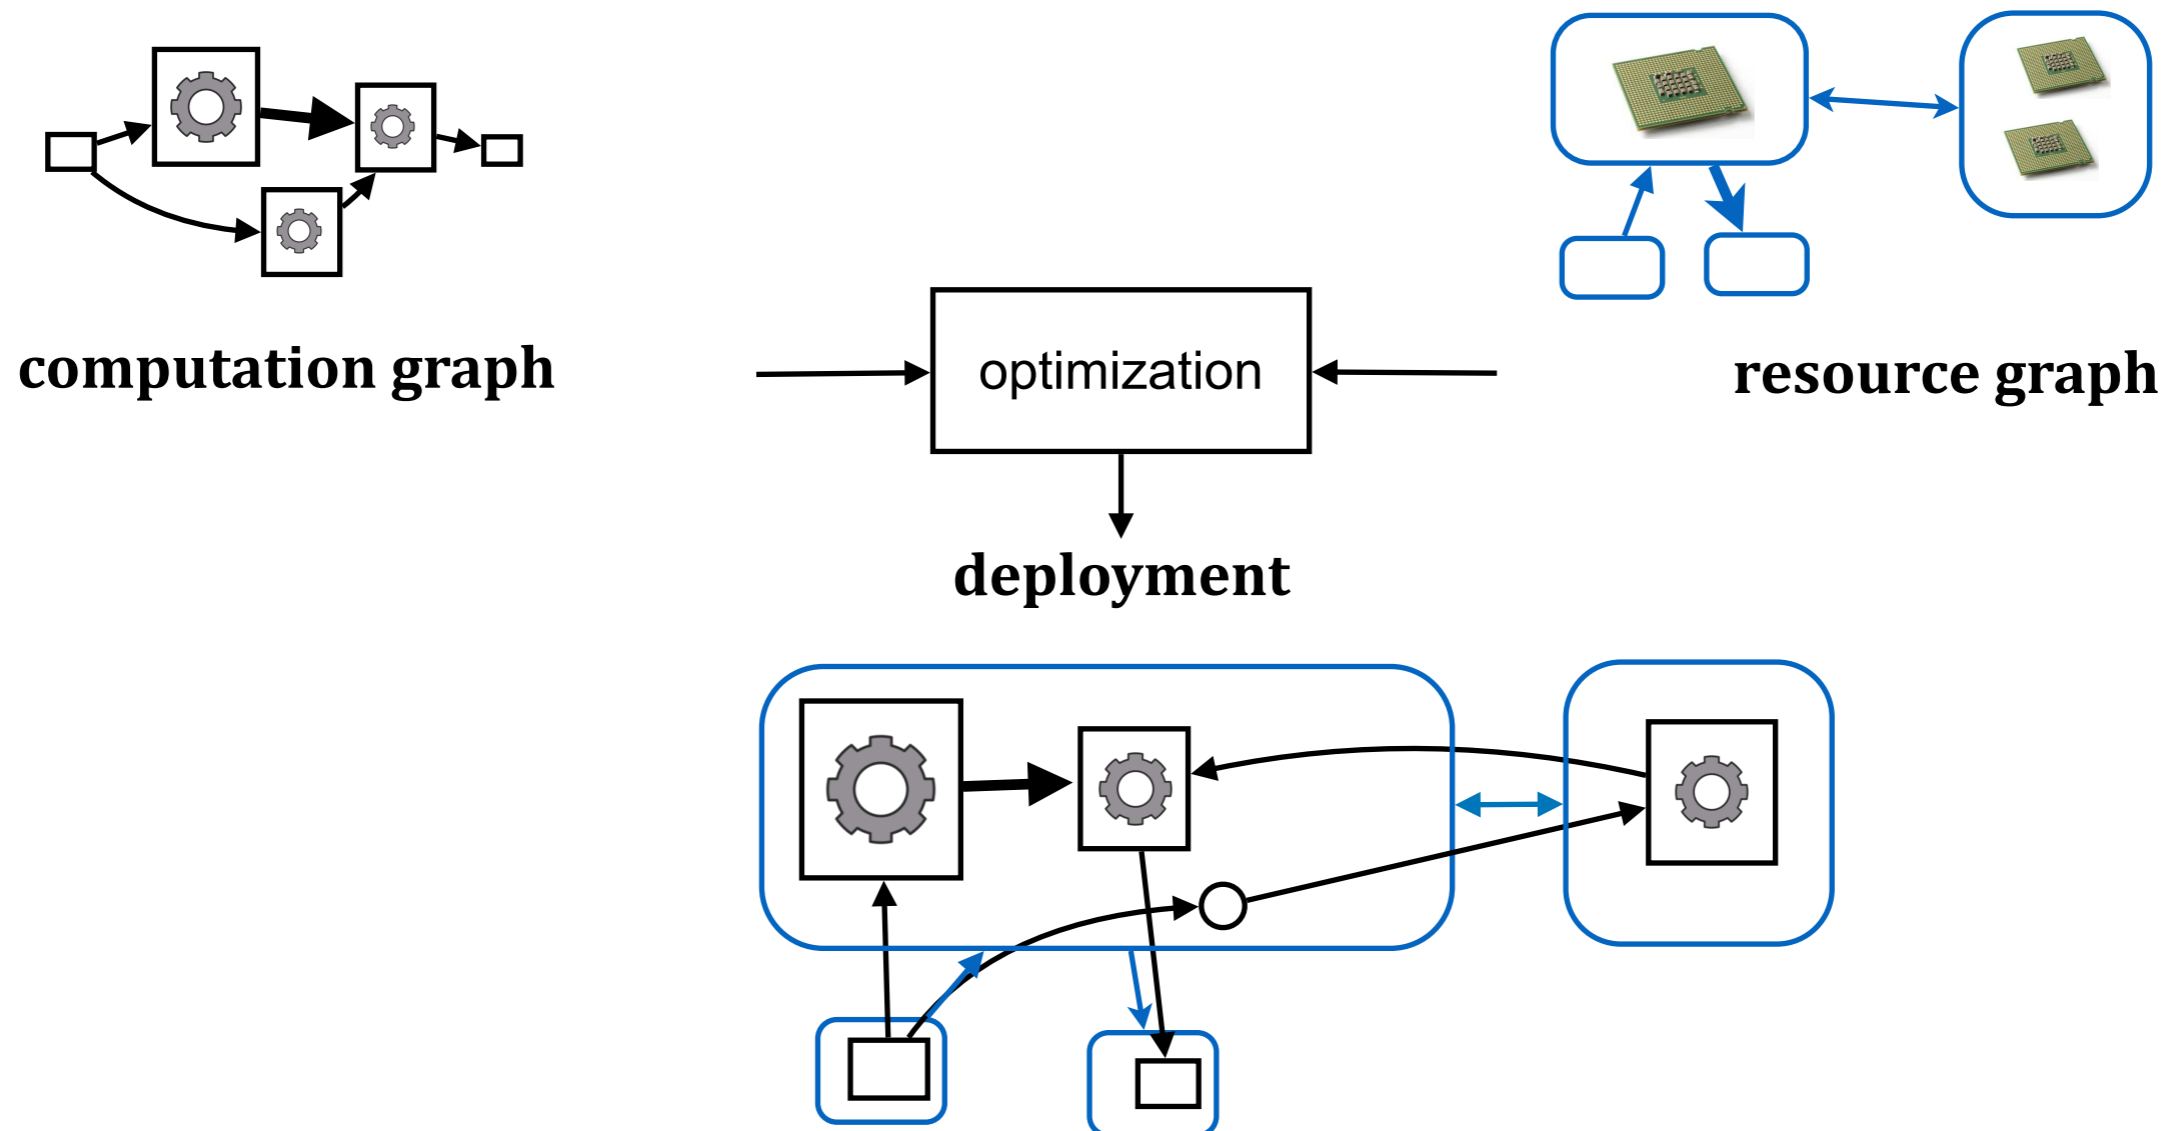 computation graph
optimization
resource graph
deployment